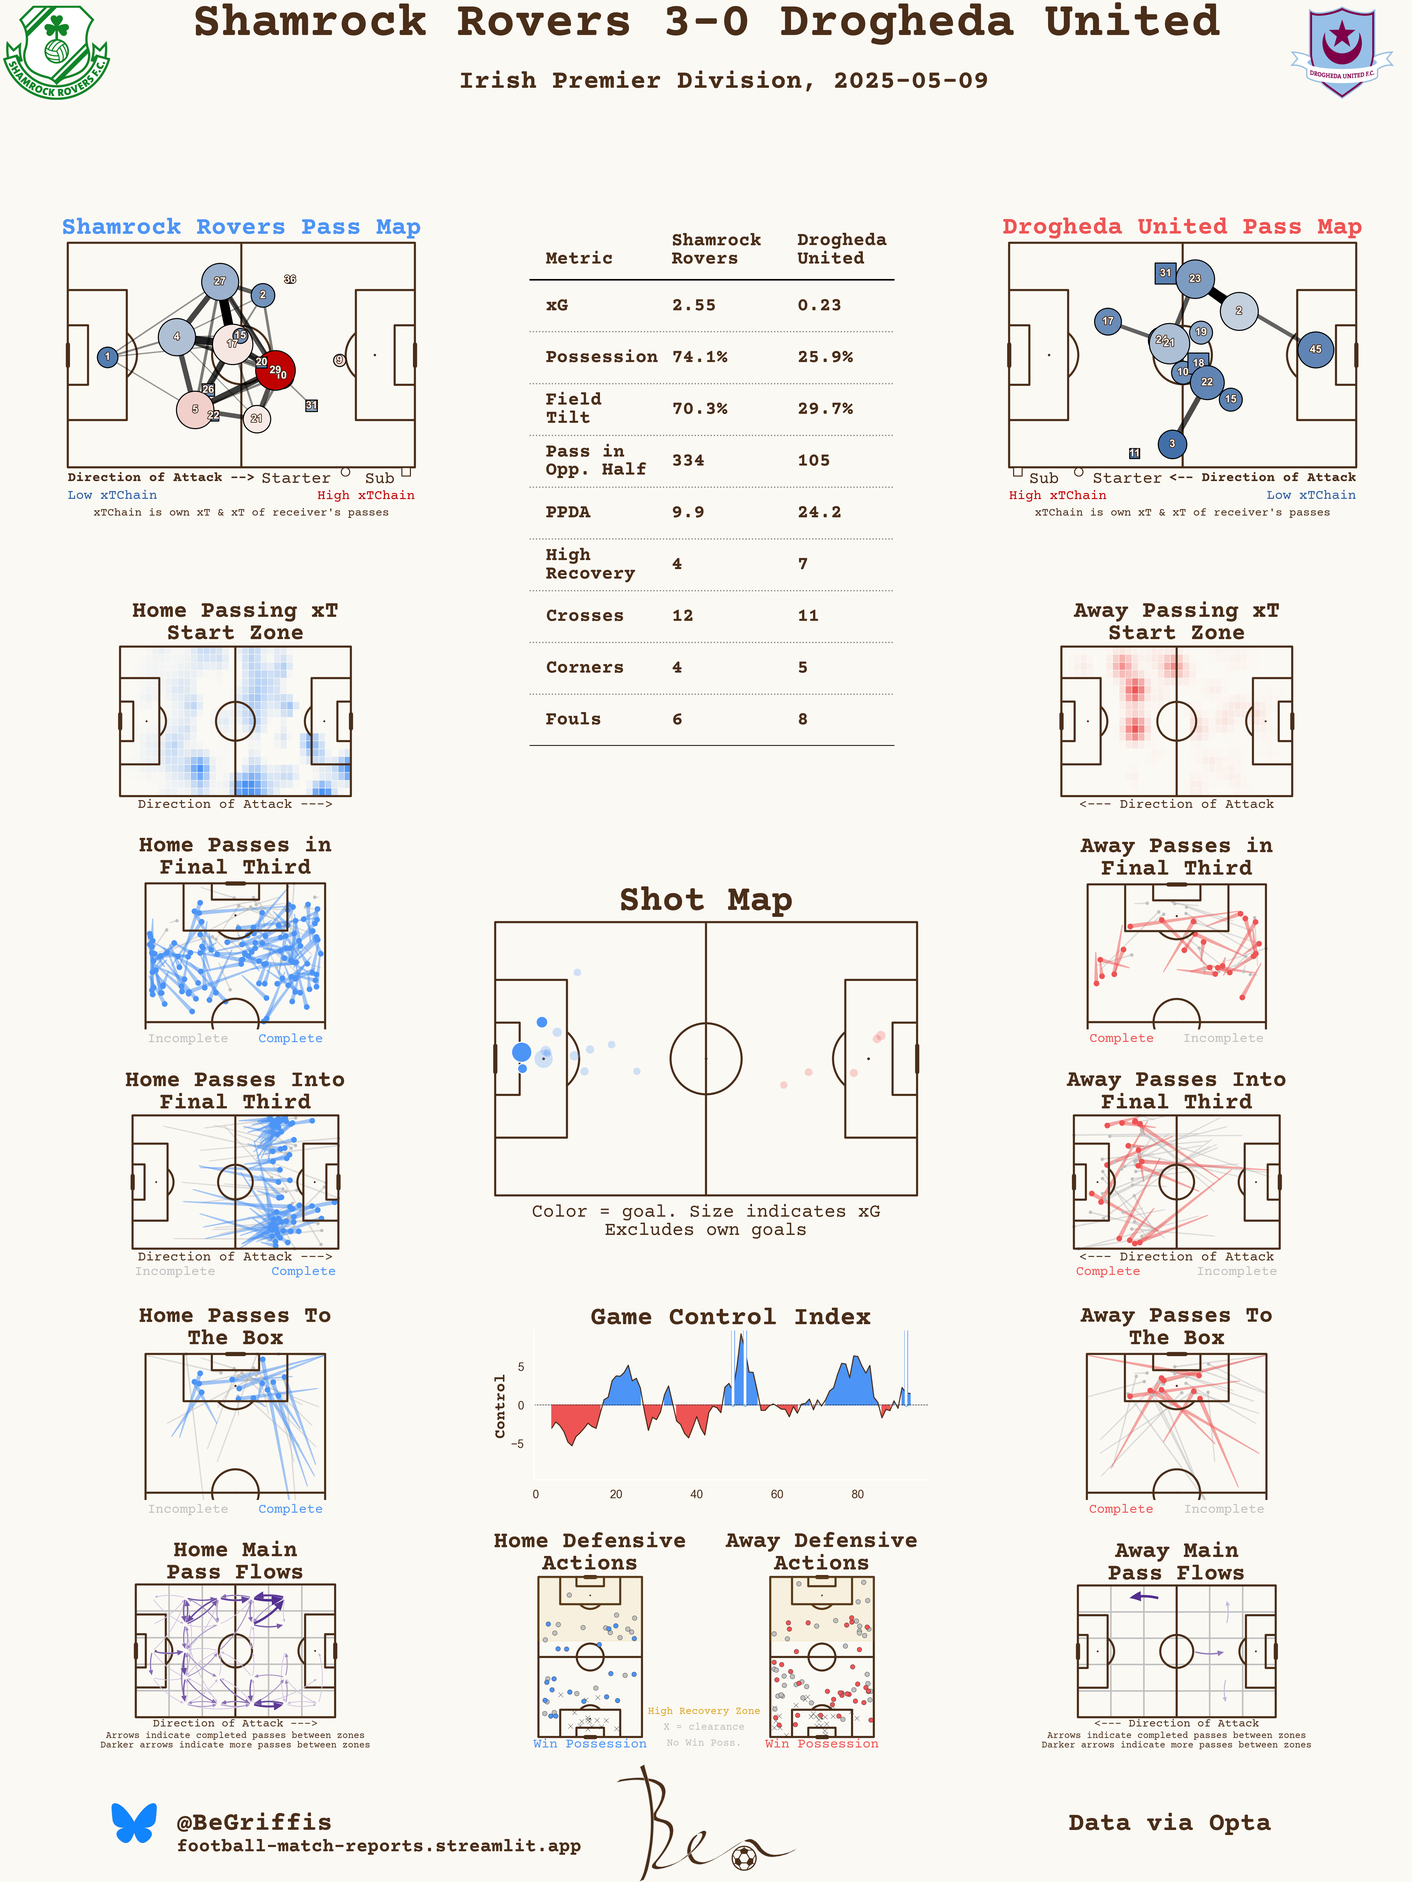 Shamrock Rovers 3-0 Drogheda United
Irish Premier Division, 2025-05-09
SHAMROCK ROVERS F.C.
DROGHEDA UNITED F.C.
Shamrock Rovers Pass Map
27
2
36
4
15
17
1
20
29
10
9
26
5
22
21
31
Direction of Attack --> Starter Sub
Low xTChain High xTChain
xTChain is own xT & xT of receiver's passes
Metric Shamrock Rovers Drogheda United
xG 2.55 0.23
Possession 74.1% 25.9%
Field Tilt 70.3% 29.7%
Pass in Opp. Half 334 105
PPDA 9.9 24.2
High Recovery 4 7
Crosses 12 11
Corners 4 5
Fouls 6 8
Drogheda United Pass Map
31
23
2
17
19
24
21
45
18
10
22
15
3
11
Sub Starter <-- Direction of Attack
High xTChain Low xTChain
xTChain is own xT & xT of receiver's passes
Home Passing xT
Start Zone
Direction of Attack --->
Away Passing xT
Start Zone
<--- Direction of Attack
Home Passes in
Final Third
Incomplete Complete
Away Passes in
Final Third
Complete Incomplete
Shot Map
Color = goal. Size indicates xG
Excludes own goals
Home Passes Into
Final Third
Direction of Attack --->
Incomplete Complete
Away Passes Into
Final Third
<--- Direction of Attack
Complete Incomplete
Home Passes To
The Box
Incomplete Complete
Game Control Index
Control
5
0
−5
0 20 40 60 80
Away Passes To
The Box
Complete Incomplete
Home Main
Pass Flows
Direction of Attack --->
Arrows indicate completed passes between zones
Darker arrows indicate more passes between zones
Home Defensive
Actions
Win Possession
High Recovery Zone
X = clearance
No Win Poss.
Away Defensive
Actions
Win Possession
Away Main
Pass Flows
<--- Direction of Attack
Arrows indicate completed passes between zones
Darker arrows indicate more passes between zones
@BeGriffis
football-match-reports.streamlit.app
Ben
Data via Opta